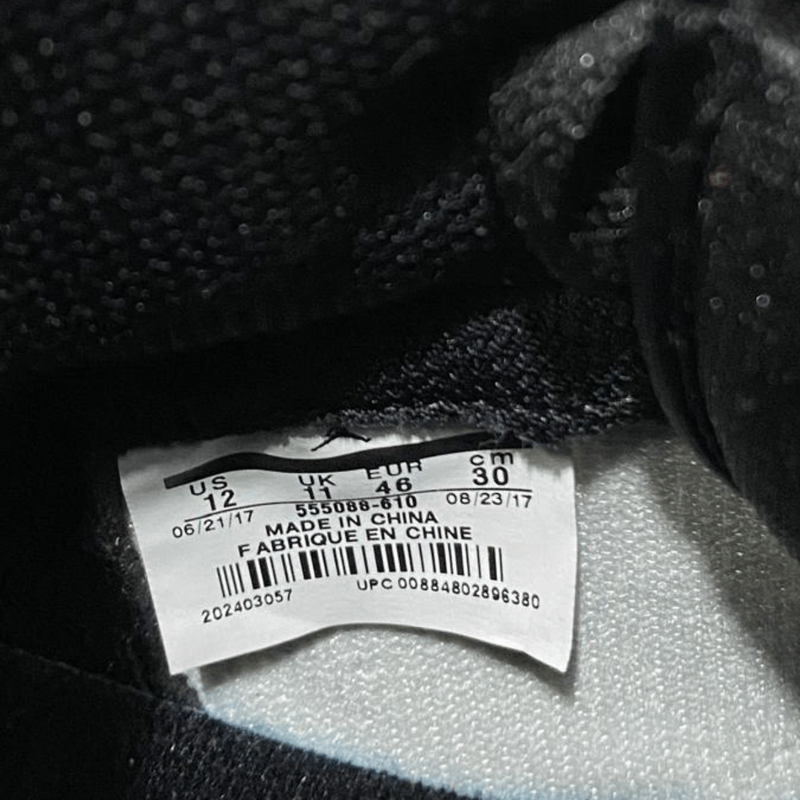 US UK EUR cm
12 11 46 30
06/21/17 555088-610 08/23/17
MADE IN CHINA
FABRIQUE EN CHINE
202403057 UPC 00884802896380